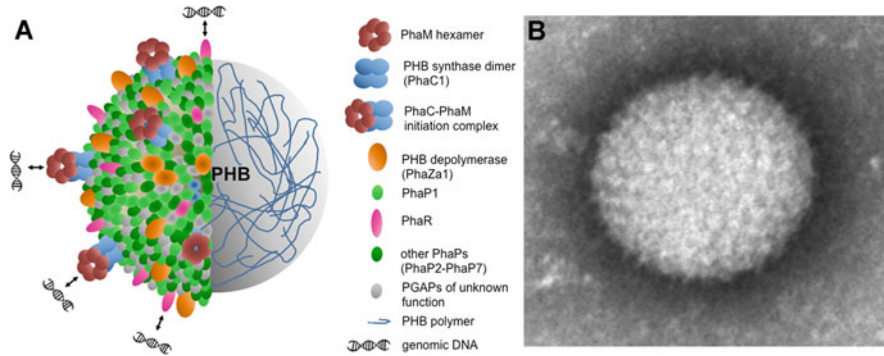 A
PHB
PhaM hexamer
PHB synthase dimer
(PhaC1)
PhaC-PhaM
initiation complex
PHB depolymerase
(PhaZa1)
PhaP1
PhaR
other PhaPs
(PhaP2-PhaP7)
PGAPs of unknown
function
PHB polymer
genomic DNA
B